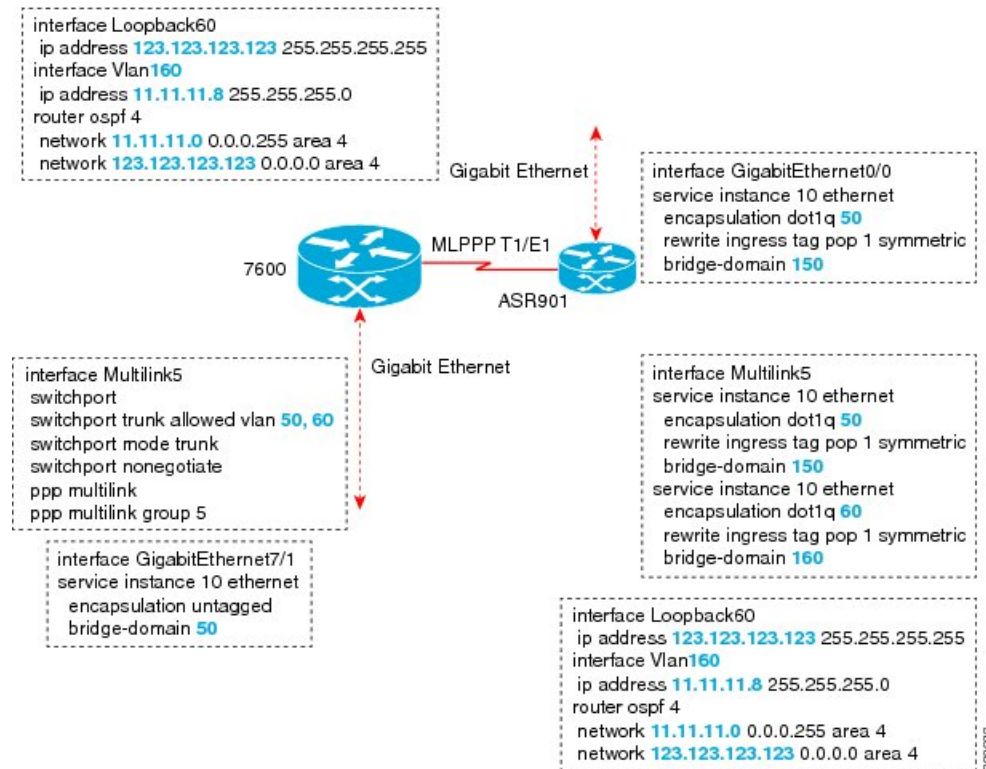 interface Loopback60
ip address 123.123.123.123 255.255.255.255
interface Vlan160
ip address 11.11.11.8 255.255.255.0
router ospf 4
network 11.11.11.0 0.0.0.255 area 4
network 123.123.123.123 0.0.0.0 area 4
Gigabit Ethernet
interface GigabitEthernet0/0
service instance 10 ethernet
encapsulation dot1q 50
rewrite ingress tag pop 1 symmetric
bridge-domain 150
7600
MLPPP T1/E1
ASR901
Gigabit Ethernet
interface Multilink5
switchport
switchport trunk allowed vlan 50, 60
switchport mode trunk
switchport nonegotiate
ppp multilink
ppp multilink group 5
interface GigabitEthernet7/1
service instance 10 ethernet
encapsulation untagged
bridge-domain 50
interface Multilink5
service instance 10 ethernet
encapsulation dot1q 50
rewrite ingress tag pop 1 symmetric
bridge-domain 150
service instance 10 ethernet
encapsulation dot1q 60
rewrite ingress tag pop 1 symmetric
bridge-domain 160
interface Loopback60
ip address 123.123.123.123 255.255.255.255
interface Vlan160
ip address 11.11.11.8 255.255.255.0
router ospf 4
network 11.11.11.0 0.0.0.255 area 4
network 123.123.123.123 0.0.0.0 area 4